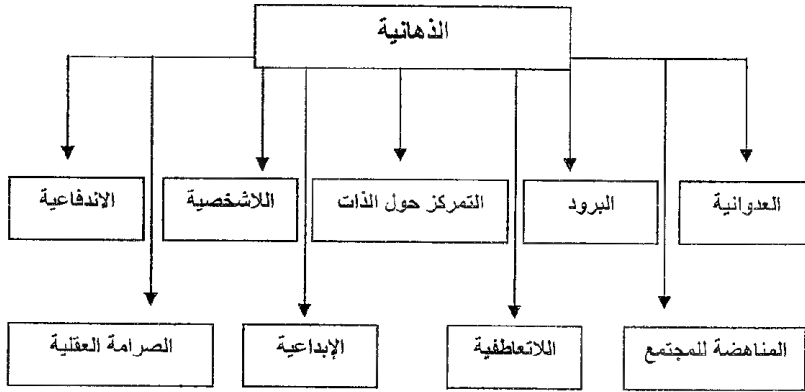 الذهانية
العدوانية
البرود
التمركز حول الذات
اللاشخصية
الاندفاعية
المناهضة للمجتمع
اللاتعاطفية
الإبداعية
الصرامة العقلية